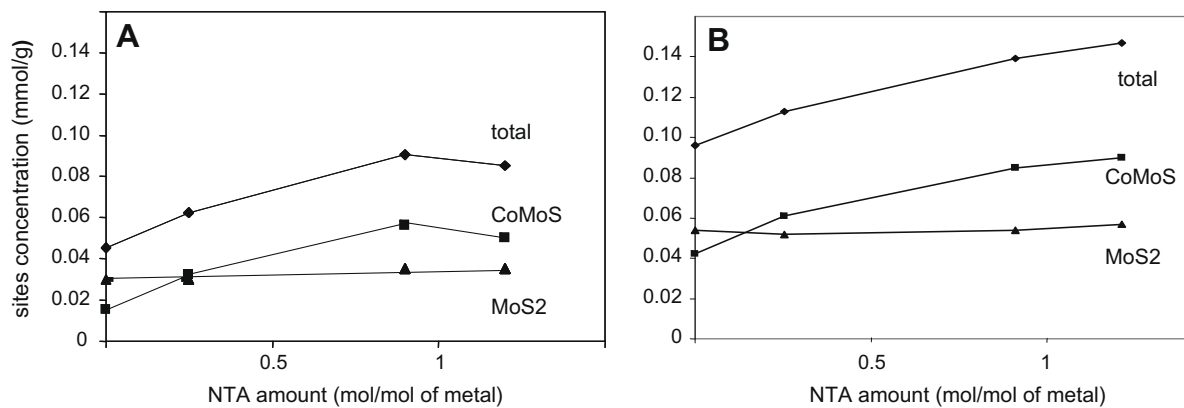 A
0.14
0.12
0.10
0.08
0.06
0.04
0.02
0
sites concentration (mmol/g)
total
CoMoS
MoS2
0.5
1
NTA amount (mol/mol of metal)
B
0.14
0.12
0.10
0.08
0.06
0.04
0.02
0
total
CoMoS
MoS2
0.5
1
NTA amount (mol/mol of metal)